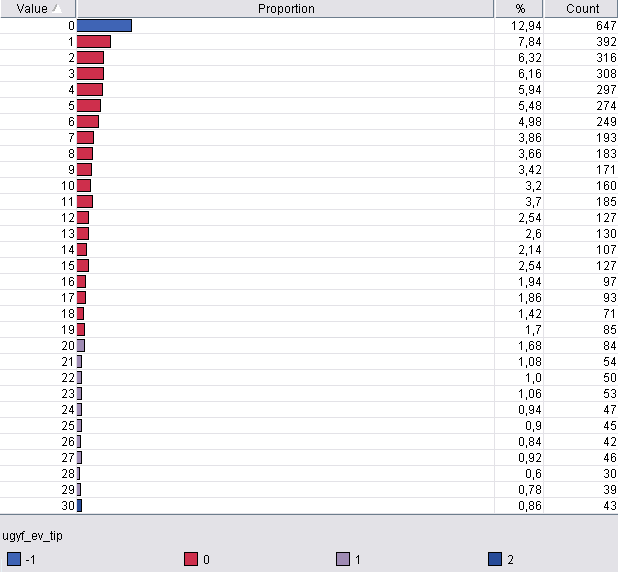 Value Proportion % Count
0 12,94 647
1 7,84 392
2 6,32 316
3 6,16 308
4 5,94 297
5 5,48 274
6 4,98 249
7 3,86 193
8 3,66 183
9 3,42 171
10 3,2 160
11 3,7 185
12 2,54 127
13 2,6 130
14 2,14 107
15 2,54 127
16 1,94 97
17 1,86 93
18 1,42 71
19 1,7 85
20 1,68 84
21 1,08 54
22 1,0 50
23 1,06 53
24 0,94 47
25 0,9 45
26 0,84 42
27 0,92 46
28 0,6 30
29 0,78 39
30 0,86 43
ugyf_ev_tip
-1 0 1 2